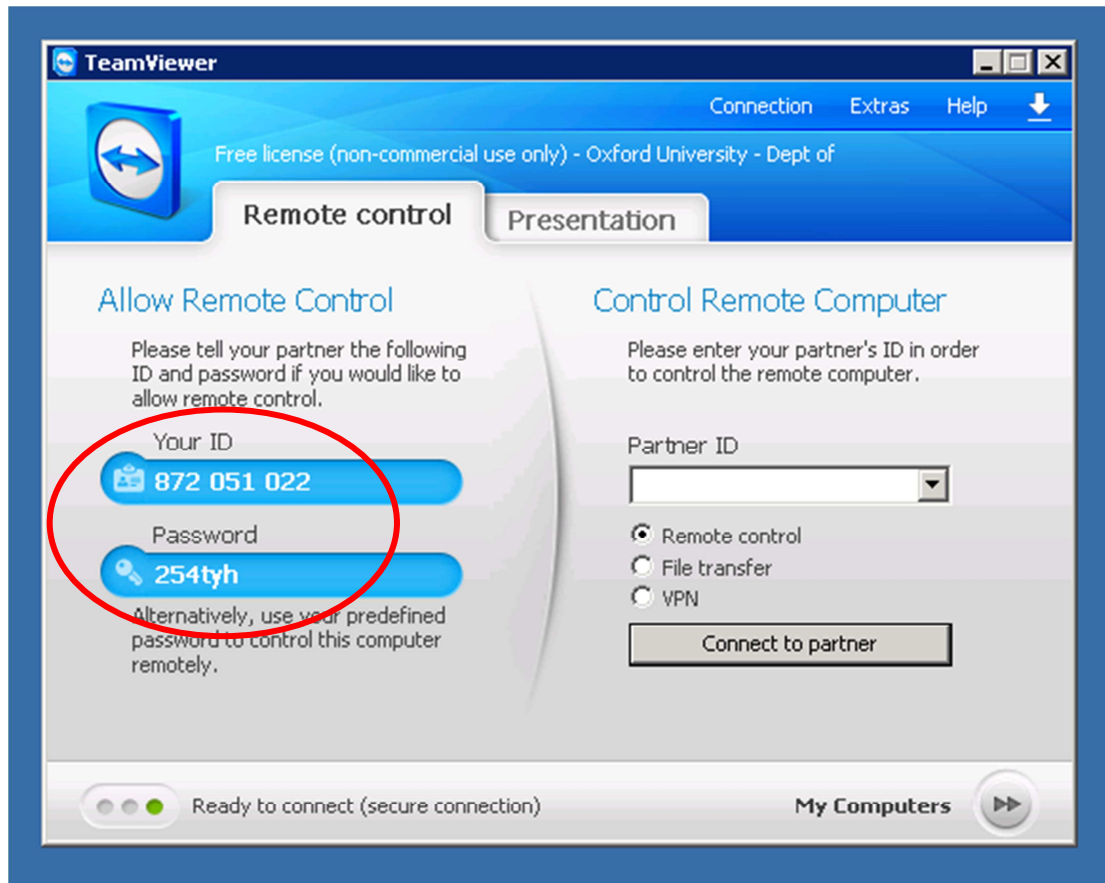 TeamViewer
Connection Extras Help
Free license (non-commercial use only) - Oxford University - Dept of
Remote control
Presentation
Allow Remote Control
Please tell your partner the following
ID and password if you would like to
allow remote control.
Your ID
872 051 022
Password
254tyh
Alternatively, use your predefined
password to control this computer
remotely.
Control Remote Computer
Please enter your partner's ID in order
to control the remote computer.
Partner ID
Remote control
File transfer
VPN
Connect to partner
Ready to connect (secure connection)
My Computers